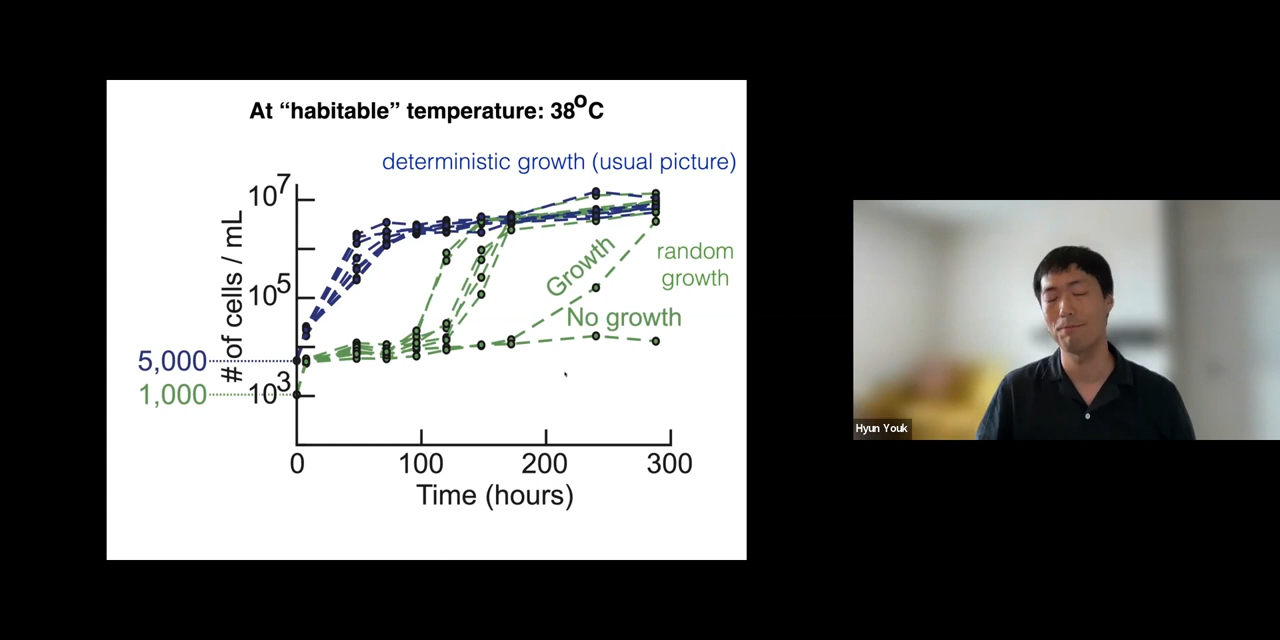 At “habitable” temperature: 38°C
deterministic growth (usual picture)
10^7
10^5
10^3
# of cells / mL
5,000
1,000
Growth
random
growth
No growth
0 100 200 300
Time (hours)
Hyun Youk